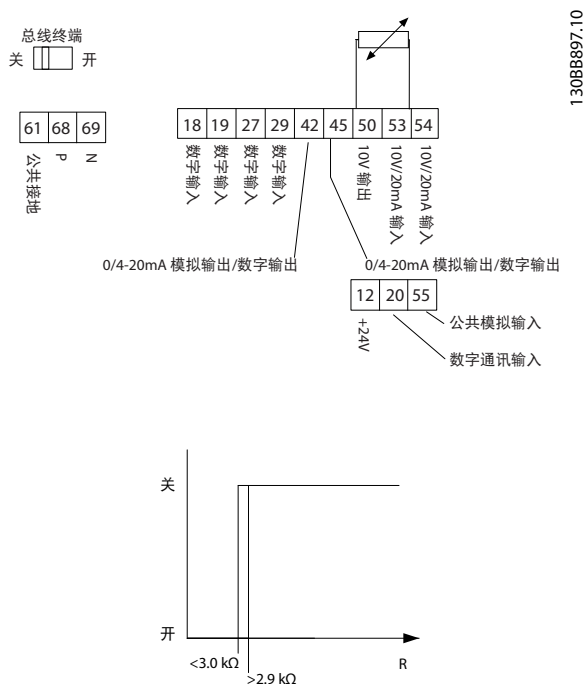 130BB897.10
总线终端
关 开
61 68 69
公共接地
P
N
18 19 27 29 42 45 50 53 54
数字输入
数字输入
数字输入
数字输入
10V 输出
10V/20mA 输入
10V/20mA 输入
0/4-20mA 模拟输出/数字输出
0/4-20mA 模拟输出/数字输出
12 20 55
+24V
公共模拟输入
数字通讯输入
关
开
<3.0 kΩ
>2.9 kΩ
R